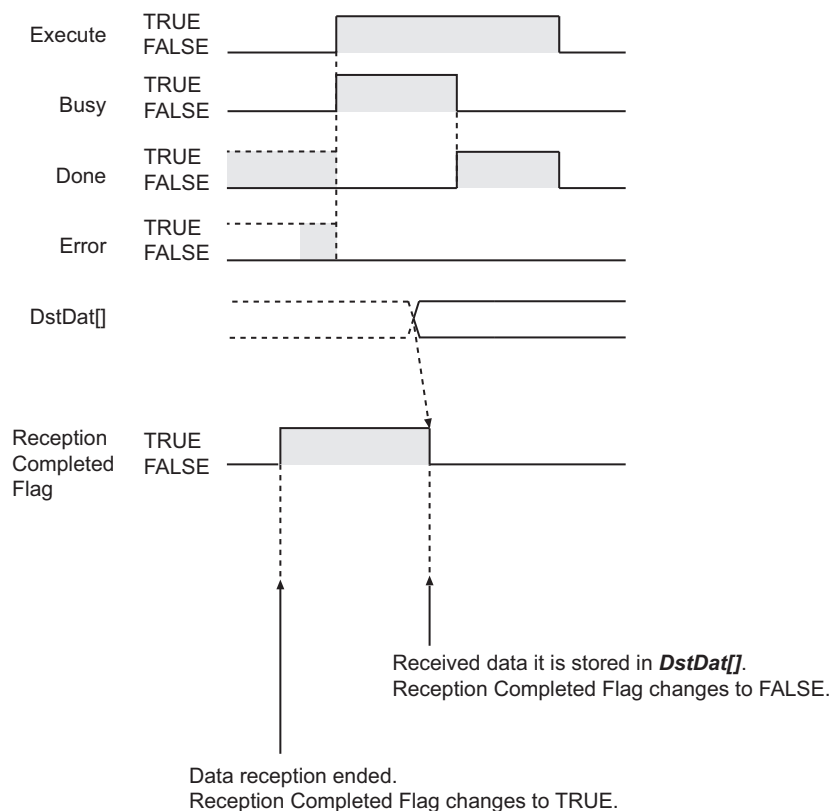 Execute TRUE
FALSE
Busy TRUE
FALSE
Done TRUE
FALSE
Error TRUE
FALSE
DstDat[]
Reception TRUE
Completed FALSE
Flag
Received data it is stored in DstDat[].
Reception Completed Flag changes to FALSE.
Data reception ended.
Reception Completed Flag changes to TRUE.